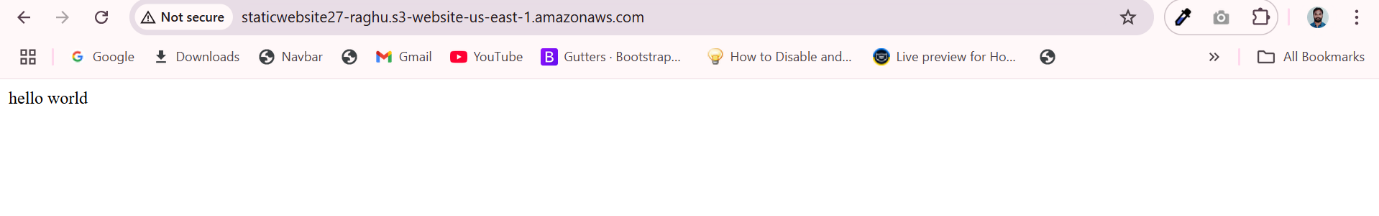 Not secure staticwebsite27-raghu.s3-website-us-east-1.amazonaws.com
Google Downloads Navbar Gmail YouTube B Gutters · Bootstrap... How to Disable and... Live preview for Ho... » All Bookmarks
hello world